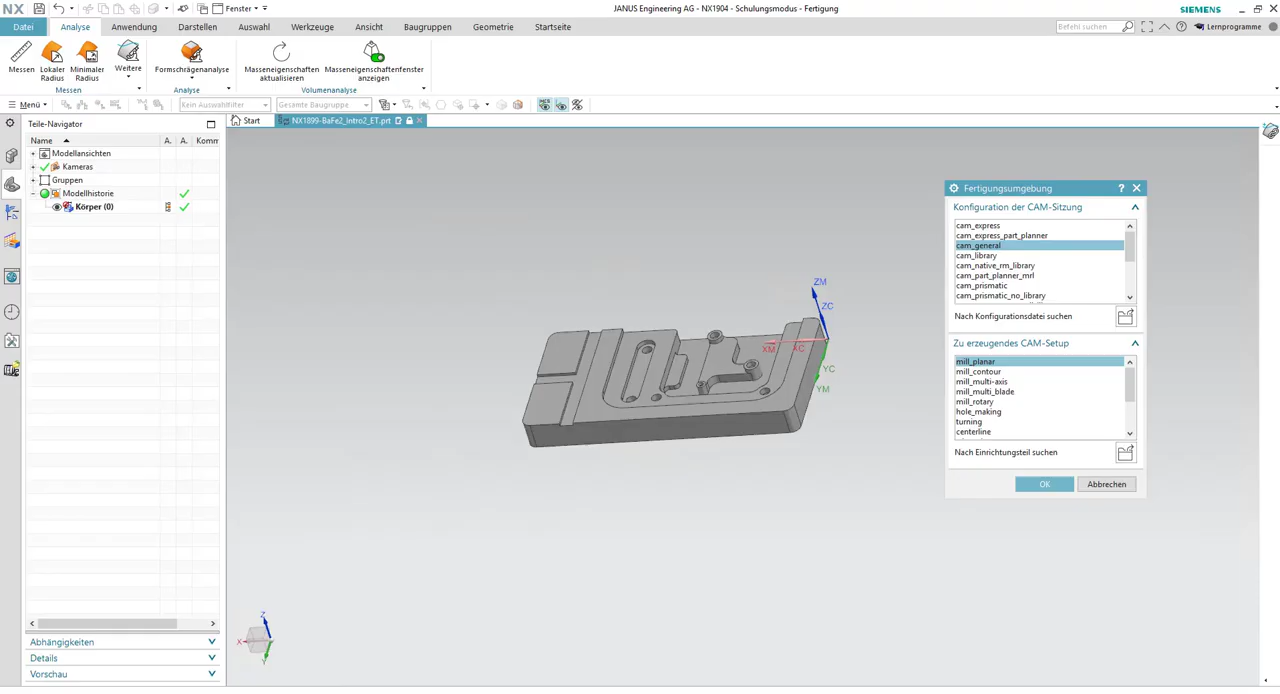 NX
Fenster
JANUS Engineering AG - NX1904 - Schulungsmodus - Fertigung
SIEMENS
Datei
Analyse
Anwendung
Darstellen
Auswahl
Werkzeuge
Ansicht
Baugruppen
Geometrie
Startseite
Befehl suchen
Lernprogramme
Messen
Lokaler Radius
Minimaler Radius
Weitere
Formschrägenanalyse
Masseneigenschaften aktualisieren
Masseneigenschaftenfenster anzeigen
Messen
Analyse
Volumenanalyse
Menü
Kein Auswahlfilter
Gesamte Baugruppe
Teile-Navigator
Start
NX1899-BaFe2_Intro2_ET.prt
Name
A.
A.
Komm
Modellansichten
Kameras
Gruppen
Modellhistorie
Körper (0)
Fertigungsumgebung
Konfiguration der CAM-Sitzung
cam_express
cam_express_part_planner
cam_general
cam_library
cam_native_rm_library
cam_part_planner_mrl
cam_prismatic
cam_prismatic_no_library
Nach Konfigurationsdatei suchen
Zu erzeugendes CAM-Setup
mill_planar
mill_contour
mill_multi-axis
mill_multi_blade
mill_rotary
hole_making
turning
centerline
Nach Einrichtungsteil suchen
OK
Abbrechen
ZM
ZC
XM
XC
YC
YM
Z
X
Y
Abhängigkeiten
Details
Vorschau